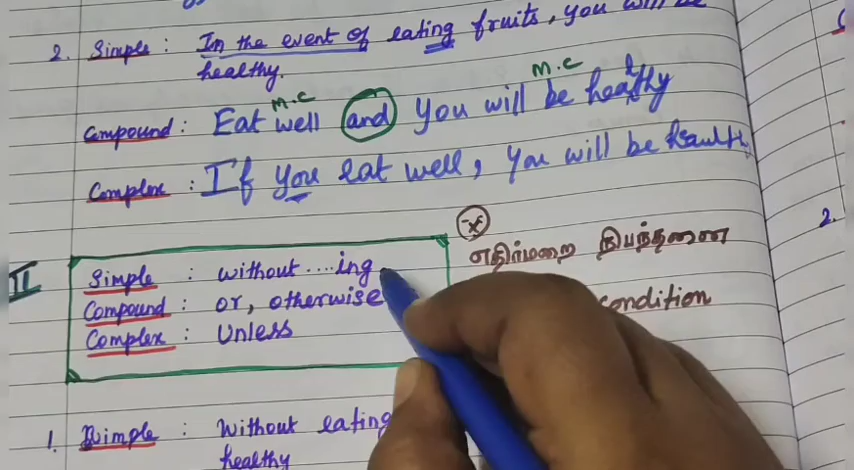 2. Simple : In the event of eating fruits, you will be
healthy.
m.c m.c
Compound : Eat well and you will be healthy
Complex : If you eat well, you will be
II
Simple : without ....ing
Compound : or, otherwise
Complex : Unless
எதிர்மறை நிபந்தனை
condition
2.
1. Simple : Without eating
healthy